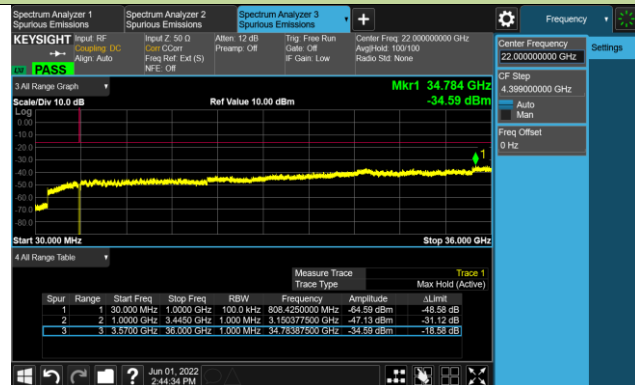 Spectrum Analyzer 1
Spurious Emissions
Spectrum Analyzer 2
Spurious Emissions
Spectrum Analyzer 3
Spurious Emissions
Frequency
KEYSIGHT
Input: RF
Coupling: DC
Align: Auto
Input Z: 50 Ω
Corr CCorr
Freq Ref: Ext (S)
NFE: Off
Atten: 12 dB
Preamp: Off
Trig: Free Run
Gate: Off
IF Gain: Low
Center Freq: 22.000000000 GHz
Avg|Hold: 100/100
Radio Std: None
PASS
Center Frequency
22.000000000 GHz
Settings
CF Step
4.399000000 GHz
Auto
Man
Freq Offset
0 Hz
3 All Range Graph
Mkr1 34.784 GHz
Scale/Div 10.0 dB
Ref Value 10.00 dBm
-34.59 dBm
Log
0.00
-10.0
-20.0
-30.0
-40.0
-50.0
-60.0
-70.0
-80.0
1
Start 30.000 MHz
Stop 36.000 GHz
4 All Range Table
Measure Trace Trace 1
Trace Type Max Hold (Active)
Spur Range Start Freq Stop Freq RBW Frequency Amplitude ΔLimit
1 1 30.000 MHz 1.0000 GHz 100.0 kHz 808.4250000 MHz -64.59 dBm -48.58 dB
2 2 1.0000 GHz 3.4450 GHz 1.000 MHz 3.150377500 GHz -47.13 dBm -31.12 dB
3 3 3.5700 GHz 36.000 GHz 1.000 MHz 34.78387500 GHz -34.59 dBm -18.58 dB
Jun 01, 2022
2:44:34 PM